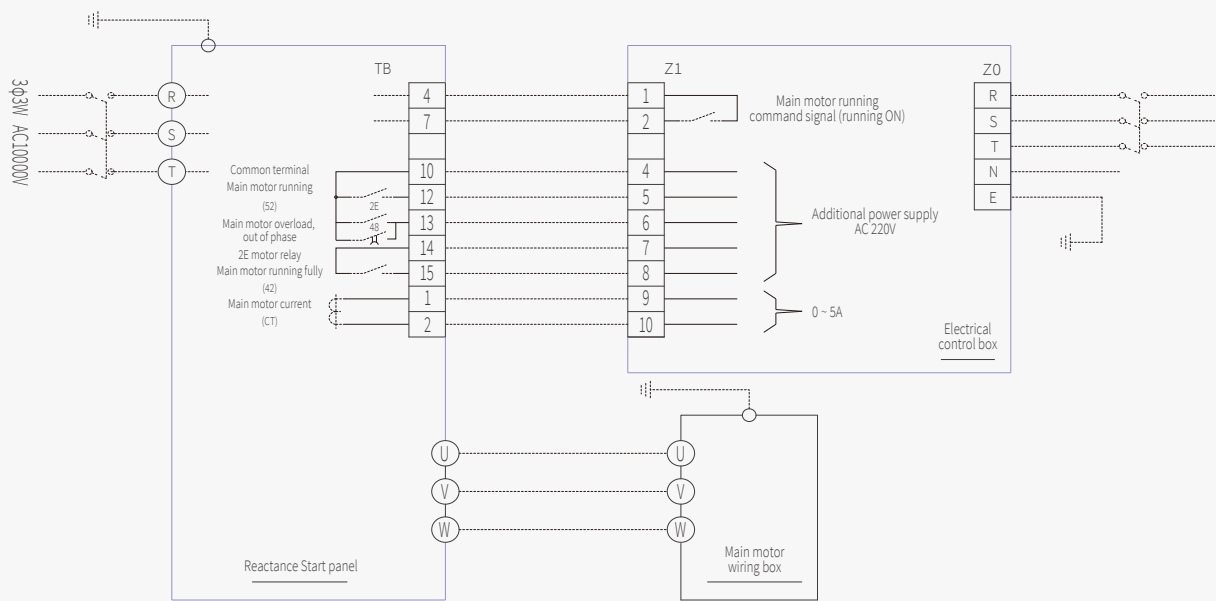 3ϕ3W AC10000V
R
S
T
TB
4
7
10
12
13
14
15
1
2
Common terminal
Main motor running
(52)
2E
Main motor overload,
out of phase
48
2E motor relay
Main motor running fully
(42)
Main motor current
(CT)
U
V
W
Reactance Start panel
Z1
1
2
4
5
6
7
8
9
10
Main motor running
command signal (running ON)
Additional power supply
AC 220V
0 ~ 5A
Electrical
control box
Z0
R
S
T
N
E
U
V
W
Main motor
wiring box